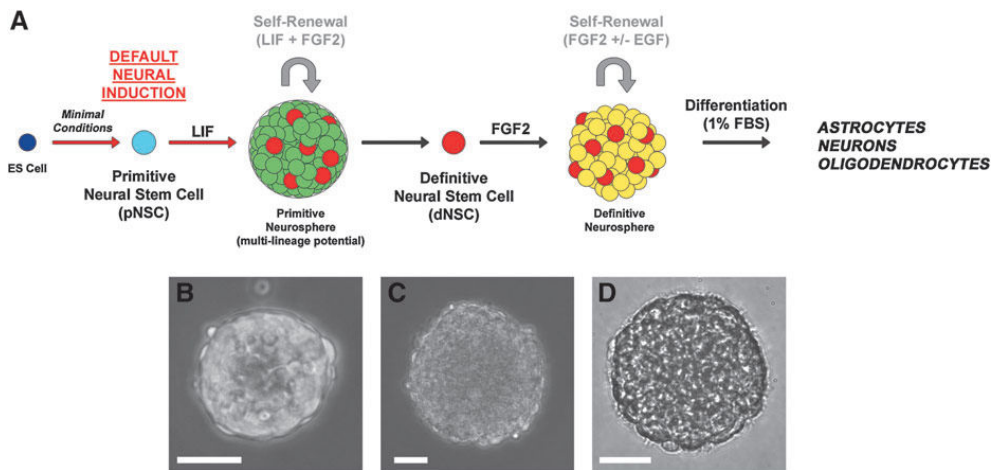 A
DEFAULT
NEURAL
INDUCTION
Self-Renewal
(LIF + FGF2)
Self-Renewal
(FGF2 +/- EGF)
Minimal
Conditions
LIF
FGF2
Differentiation
(1% FBS)
ES Cell
Primitive
Neural Stem Cell
(pNSC)
Primitive
Neurosphere
(multi-lineage potential)
Definitive
Neural Stem Cell
(dNSC)
Definitive
Neurosphere
ASTROCYTES
NEURONS
OLIGODENDROCYTES
B
C
D